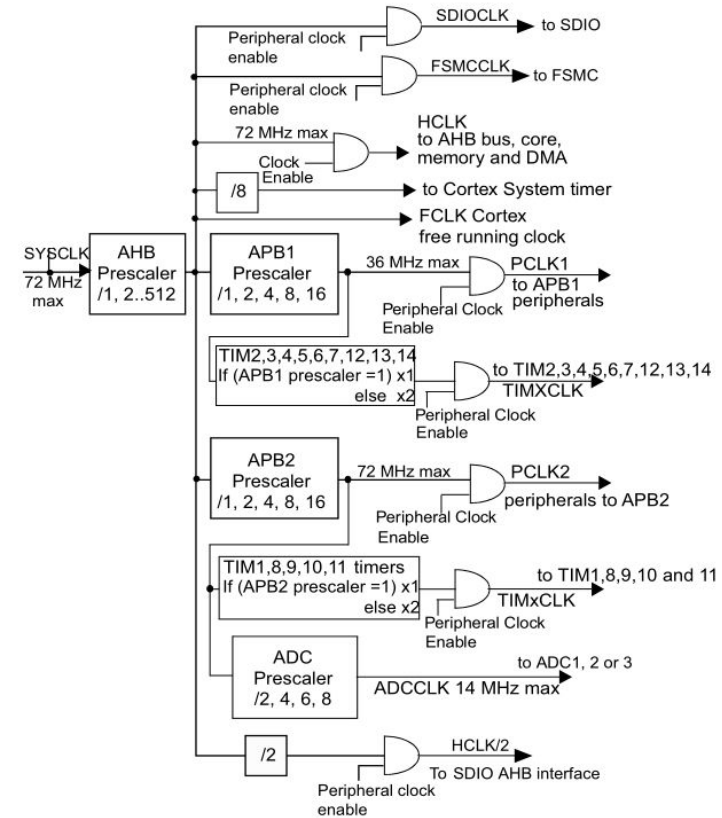 SDIOCLK
to SDIO
Peripheral clock
enable
FSMCCLK
to FSMC
Peripheral clock
enable
72 MHz max
HCLK
to AHB bus, core,
memory and DMA
Clock
Enable
/8
to Cortex System timer
FCLK Cortex
free running clock
SYSCLK
72 MHz
max
AHB
Prescaler
/1, 2..512
APB1
Prescaler
/1, 2, 4, 8, 16
36 MHz max
PCLK1
to APB1
peripherals
Peripheral Clock
Enable
TIM2,3,4,5,6,7,12,13,14
If (APB1 prescaler =1) x1
else x2
to TIM2,3,4,5,6,7,12,13,14
TIMXCLK
Peripheral Clock
Enable
APB2
Prescaler
/1, 2, 4, 8, 16
72 MHz max
PCLK2
peripherals to APB2
Peripheral Clock
Enable
TIM1,8,9,10,11 timers
If (APB2 prescaler =1) x1
else x2
to TIM1,8,9,10 and 11
TIMxCLK
Peripheral Clock
Enable
ADC
Prescaler
/2, 4, 6, 8
to ADC1, 2 or 3
ADCCLK 14 MHz max
/2
HCLK/2
To SDIO AHB interface
Peripheral clock
enable